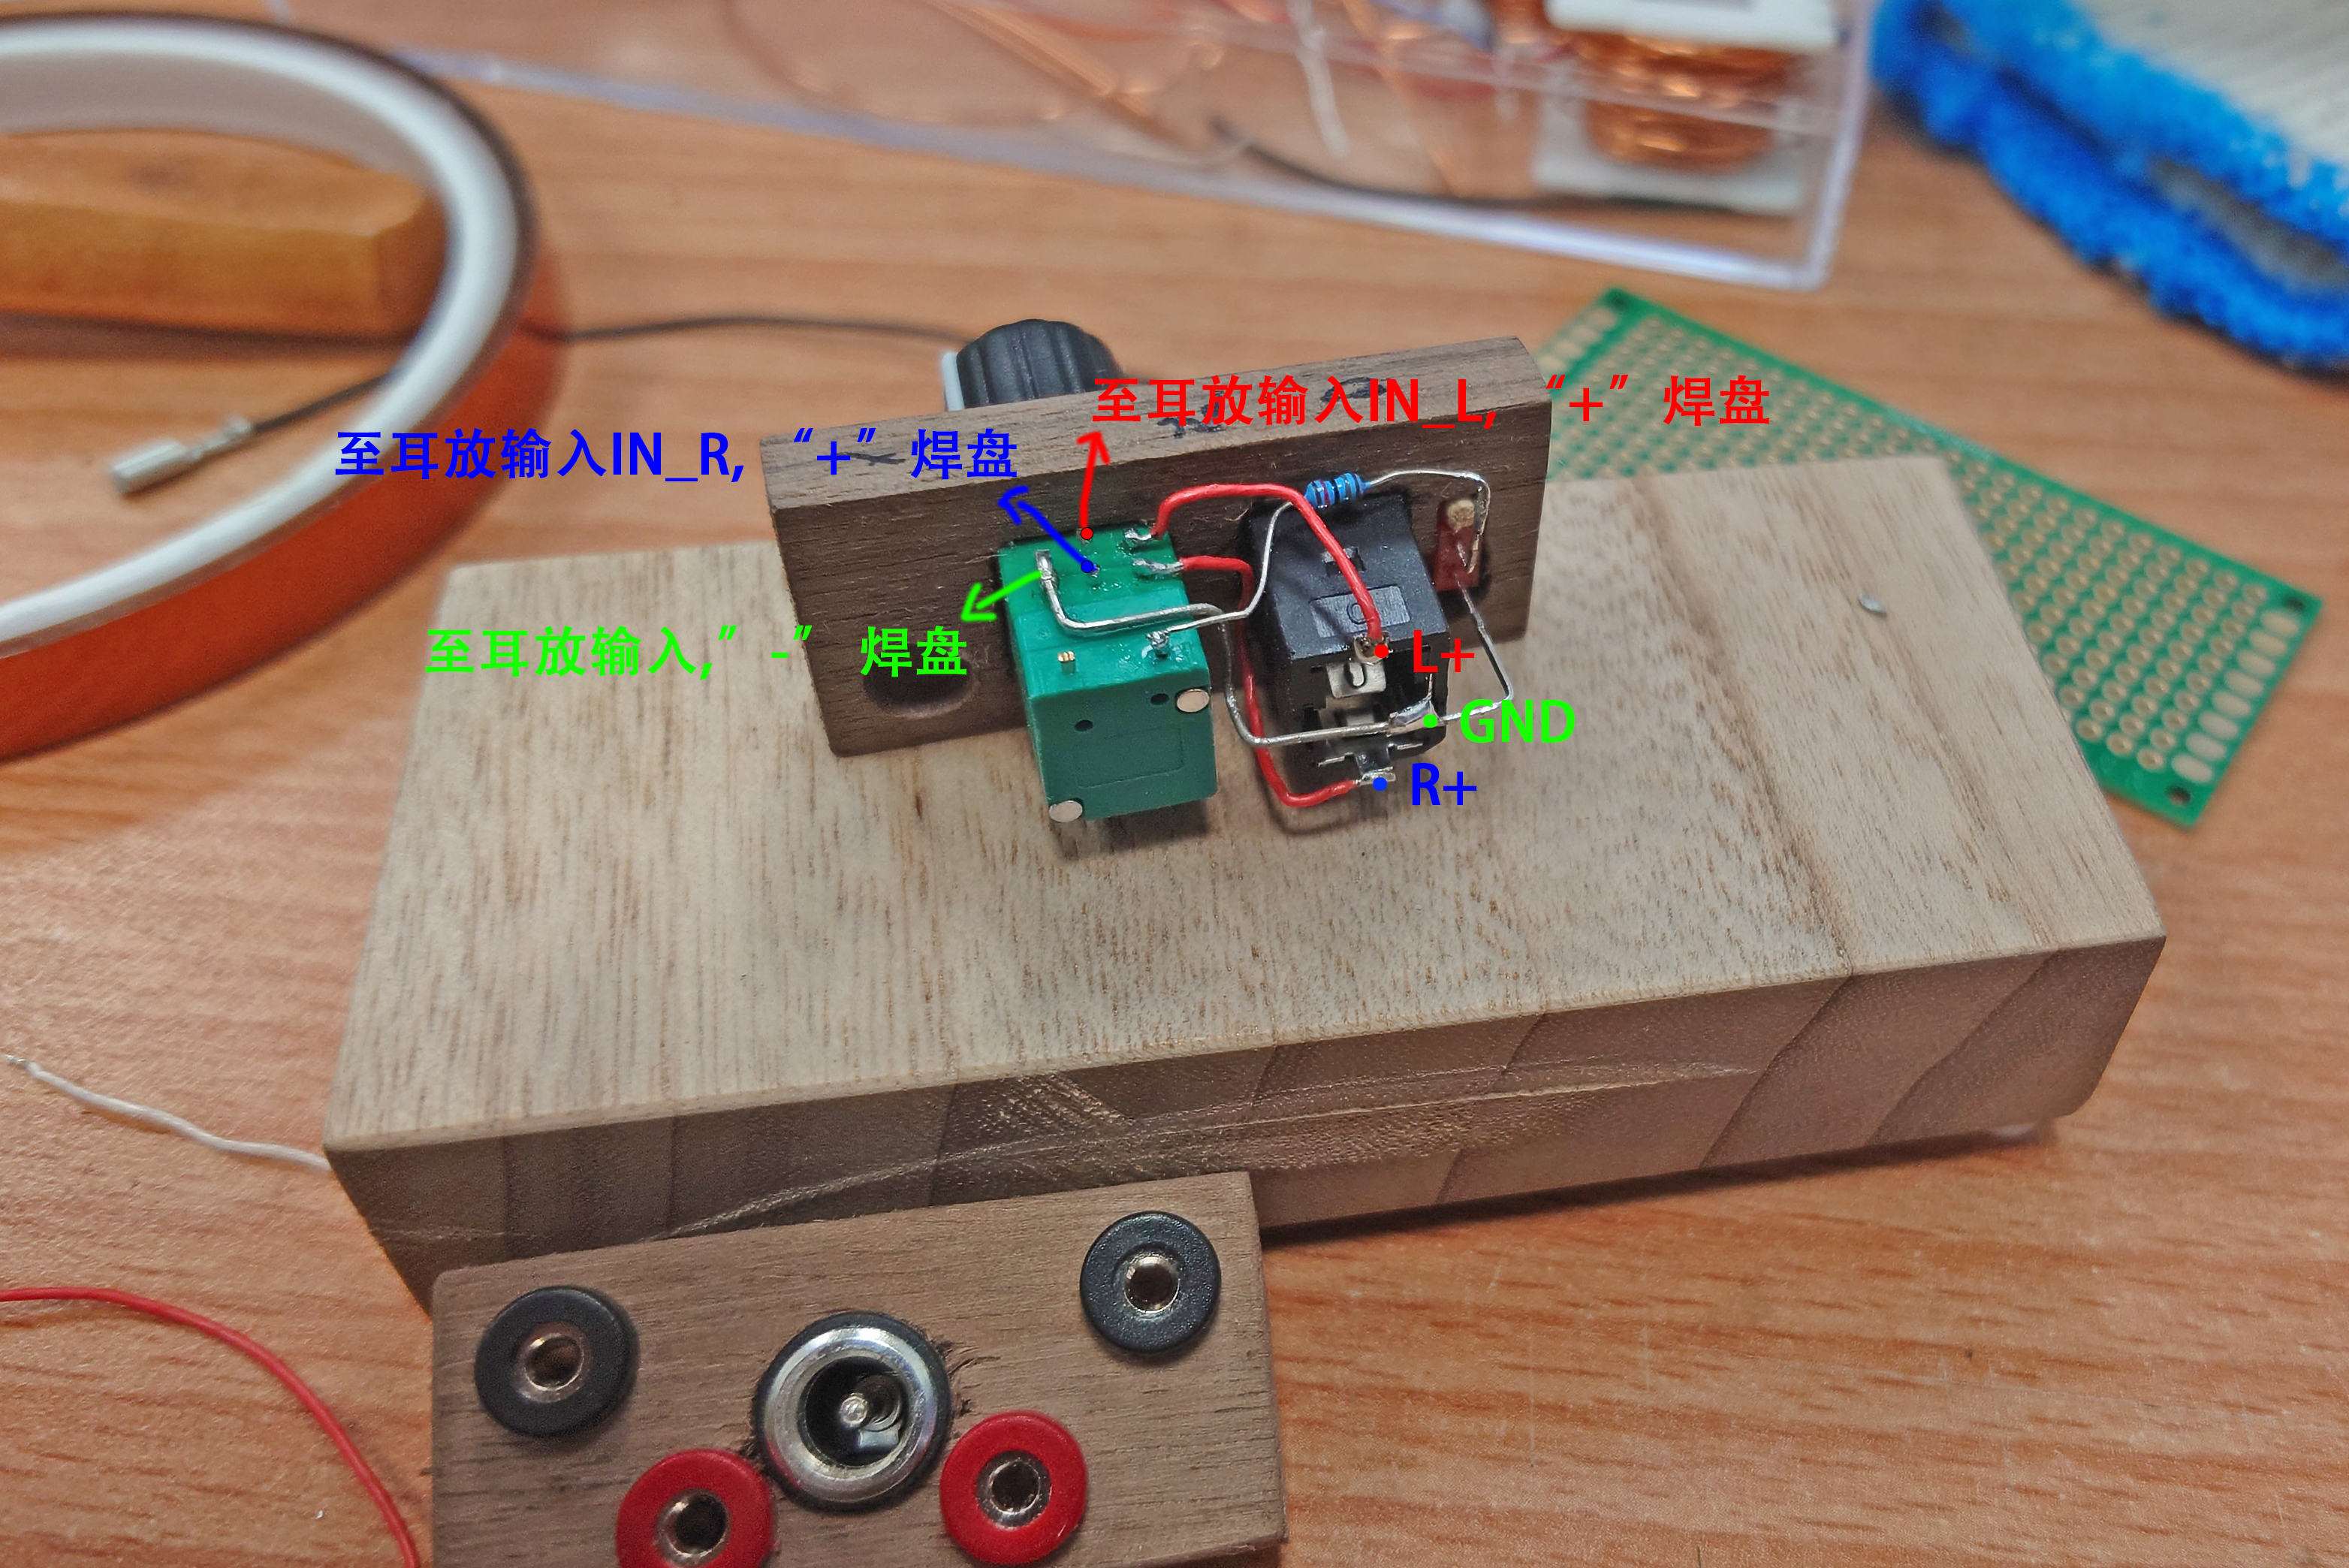 至耳放输入IN_L, “+” 焊盘
至耳放输入IN_R, “+” 焊盘
至耳放输入,”-” 焊盘
L+
GND
R+